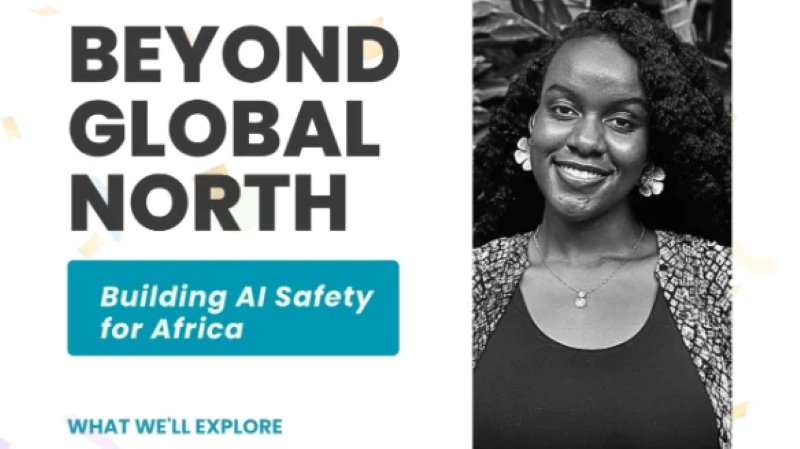 BEYOND
GLOBAL
NORTH
Building AI Safety
for Africa
WHAT WE'LL EXPLORE